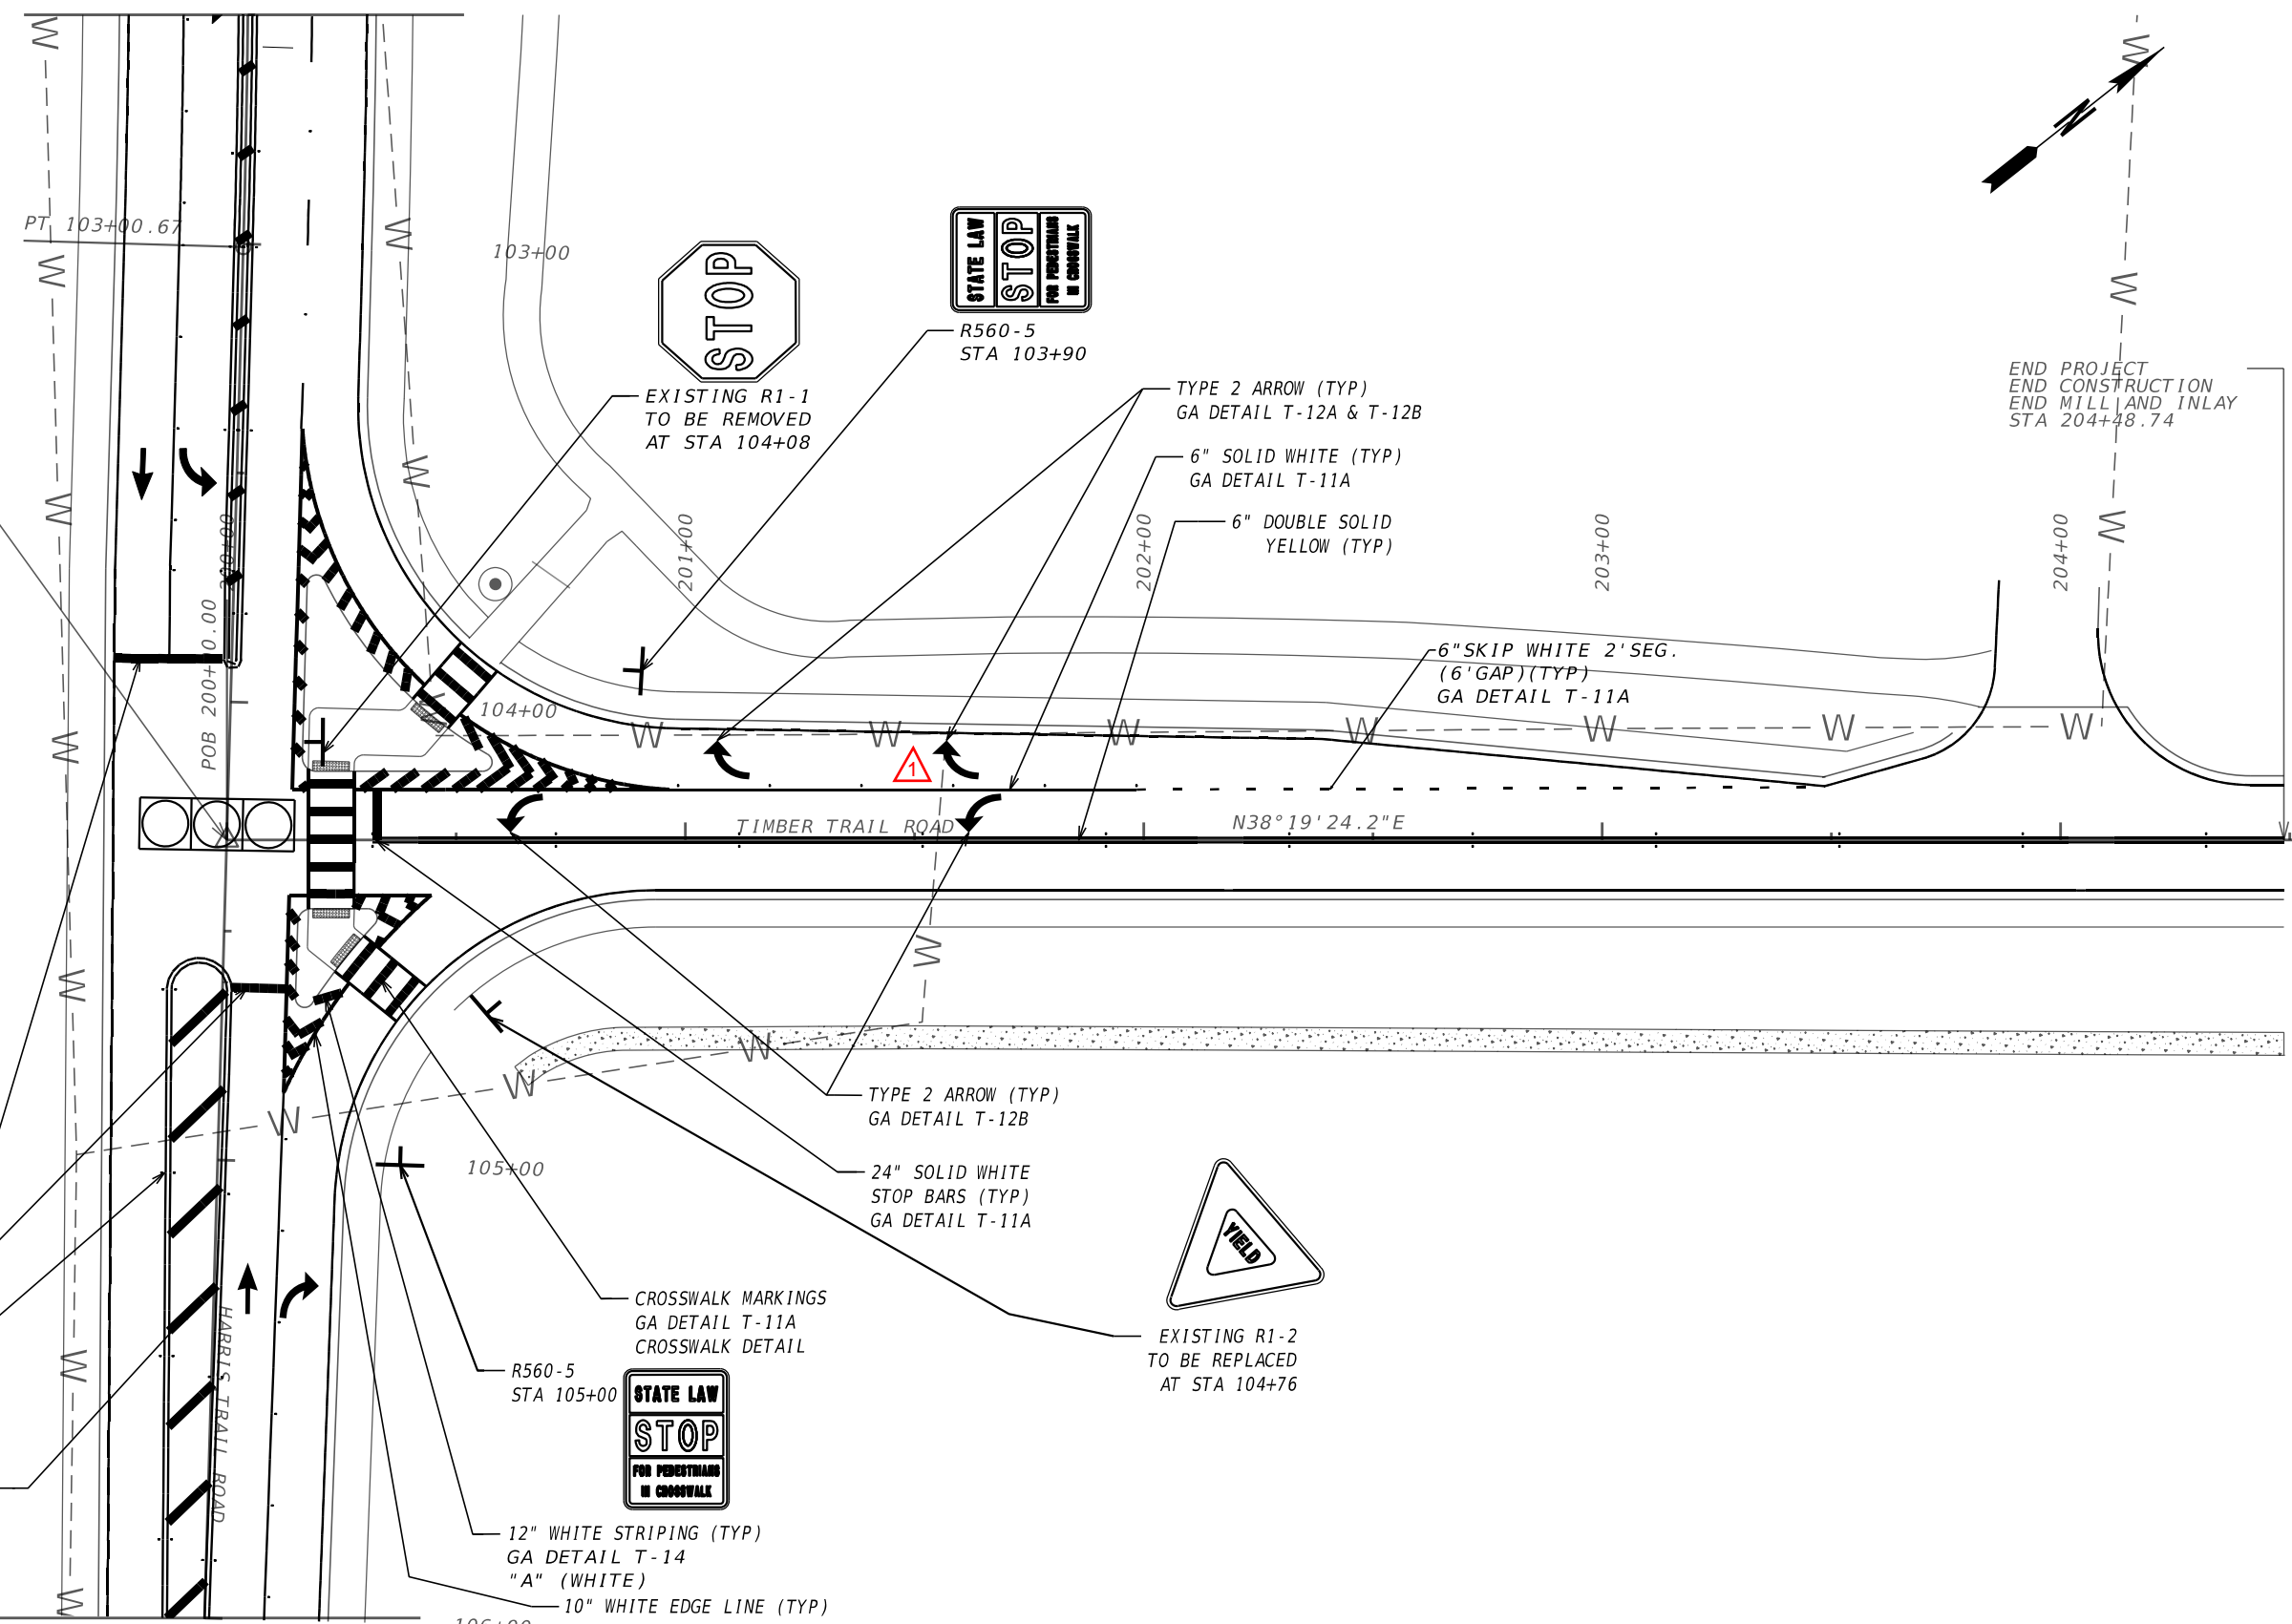 W
W
PT 103+00.67
W
W
W
103+00
STOP
STATE LAW
STOP
FOR PEDESTRIANS
IN CROSSWALK
R560-5
STA 103+90
N
W
W
EXISTING R1-1
TO BE REMOVED
AT STA 104+08
TYPE 2 ARROW (TYP)
GA DETAIL T-12A & T-12B
END PROJECT
END CONSTRUCTION
END MILL AND INLAY
STA 204+48.74
6" SOLID WHITE (TYP)
GA DETAIL T-11A
6" DOUBLE SOLID
YELLOW (TYP)
W
W
W
200+00
201+00
202+00
203+00
204+00
POB 200+00.00
6"SKIP WHITE 2'SEG.
(6'GAP)(TYP)
GA DETAIL T-11A
104+00
W
W
W
W
W
W
W
W
W
1
TIMBER TRAIL ROAD
N38°19'24.2"E
W
W
W
W
W
TYPE 2 ARROW (TYP)
GA DETAIL T-12B
105+00
24" SOLID WHITE
STOP BARS (TYP)
GA DETAIL T-11A
YIELD
EXISTING R1-2
TO BE REPLACED
AT STA 104+76
HARRIS TRAIL ROAD
CROSSWALK MARKINGS
GA DETAIL T-11A
CROSSWALK DETAIL
W
R560-5
STA 105+00
STATE LAW
STOP
FOR PEDESTRIANS
IN CROSSWALK
12" WHITE STRIPING (TYP)
GA DETAIL T-14
"A" (WHITE)
10" WHITE EDGE LINE (TYP)
W
106+00